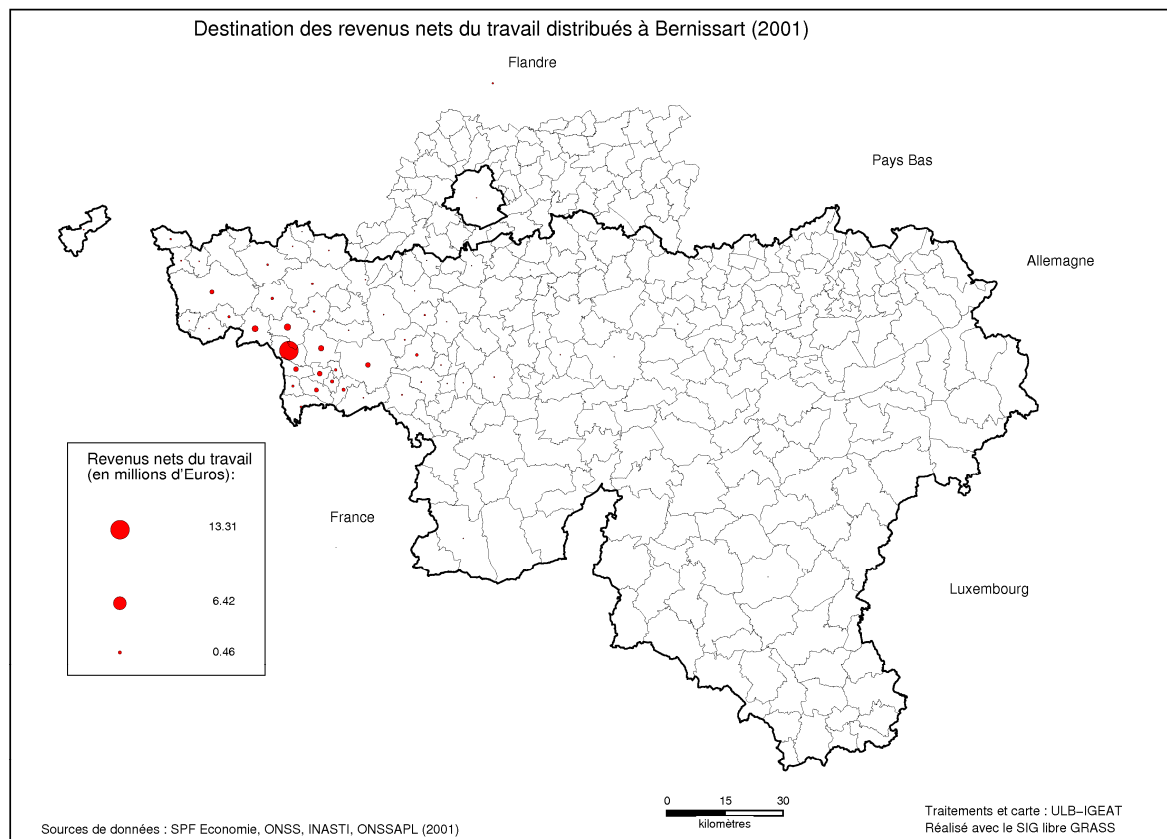 Destination des revenus nets du travail distribués à Bernissart (2001)
Flandre
Pays Bas
Allemagne
Revenus nets du travail
(en millions d'Euros):
13.31
6.42
0.46
France
Luxembourg
0 15 30
kilomètres
Sources de données : SPF Economie, ONSS, INASTI, ONSSAPL (2001)
Traitements et carte : ULB-IGEAT
Réalisé avec le SIG libre GRASS